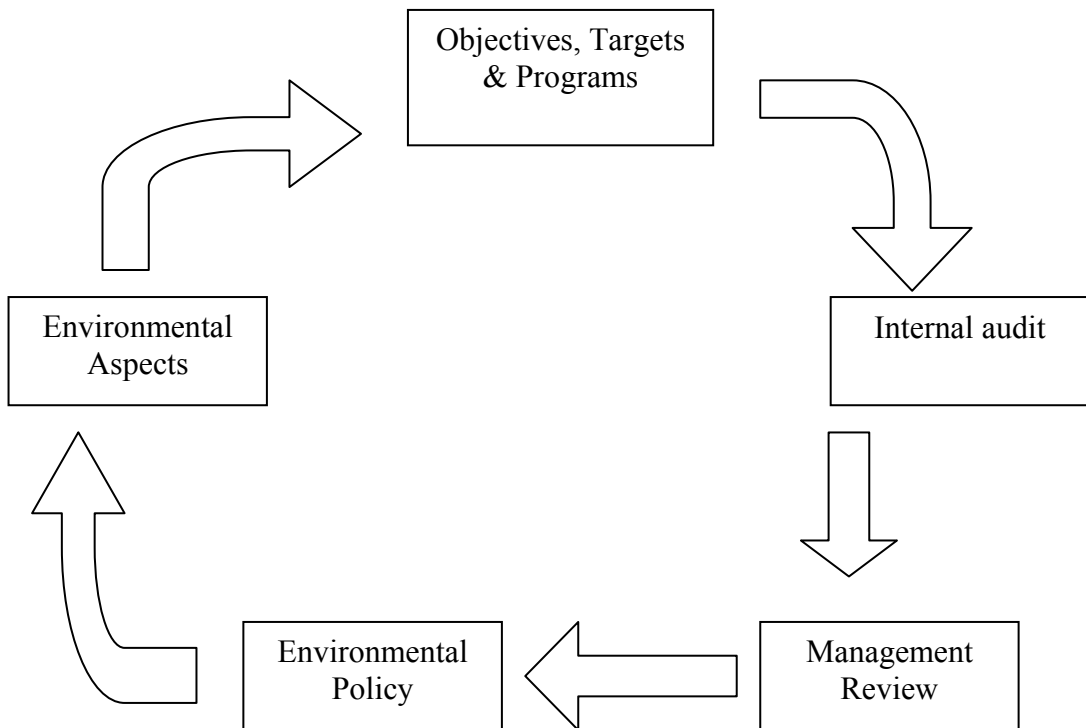 Objectives, Targets
& Programs
Environmental
Aspects
Internal audit
Environmental
Policy
Management
Review